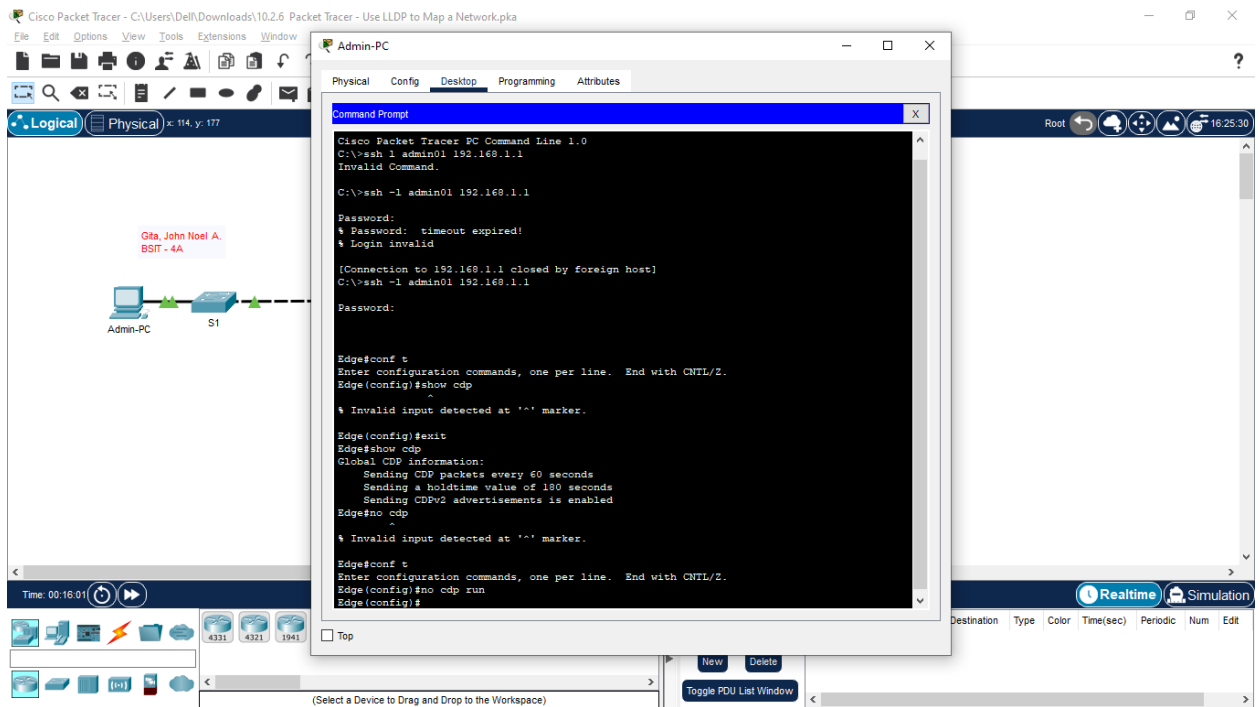 Cisco Packet Tracer - C:\Users\Dell\Downloads\10.2.6 Packet Tracer - Use LLDP to Map a Network.pka
File Edit Options View Tools Extensions Window
?
Logical Physical x: 114, y: 177
Root 16:25:30
Gita, John Noel A.
BSIT - 4A
Admin-PC
S1
Admin-PC
Physical Config Desktop Programming Attributes
Command Prompt X
Cisco Packet Tracer PC Command Line 1.0
C:\>ssh l admin01 192.168.1.1
Invalid Command.
C:\>ssh -l admin01 192.168.1.1
Password:
% Password:  timeout expired!
% Login invalid
[Connection to 192.168.1.1 closed by foreign host]
C:\>ssh -l admin01 192.168.1.1
Password:
Edge#conf t
Enter configuration commands, one per line.  End with CNTL/Z.
Edge(config)#show cdp
^
% Invalid input detected at '^' marker.
Edge(config)#exit
Edge#show cdp
Global CDP information:
Sending CDP packets every 60 seconds
Sending a holdtime value of 180 seconds
Sending CDPv2 advertisements is enabled
Edge#no cdp
^
% Invalid input detected at '^' marker.
Edge#conf t
Enter configuration commands, one per line.  End with CNTL/Z.
Edge(config)#no cdp run
Edge(config)#
Top
Time: 00:16:01
Realtime Simulation
4331 4321 1941
(Select a Device to Drag and Drop to the Workspace)
New Delete
Toggle PDU List Window
Destination Type Color Time(sec) Periodic Num Edit